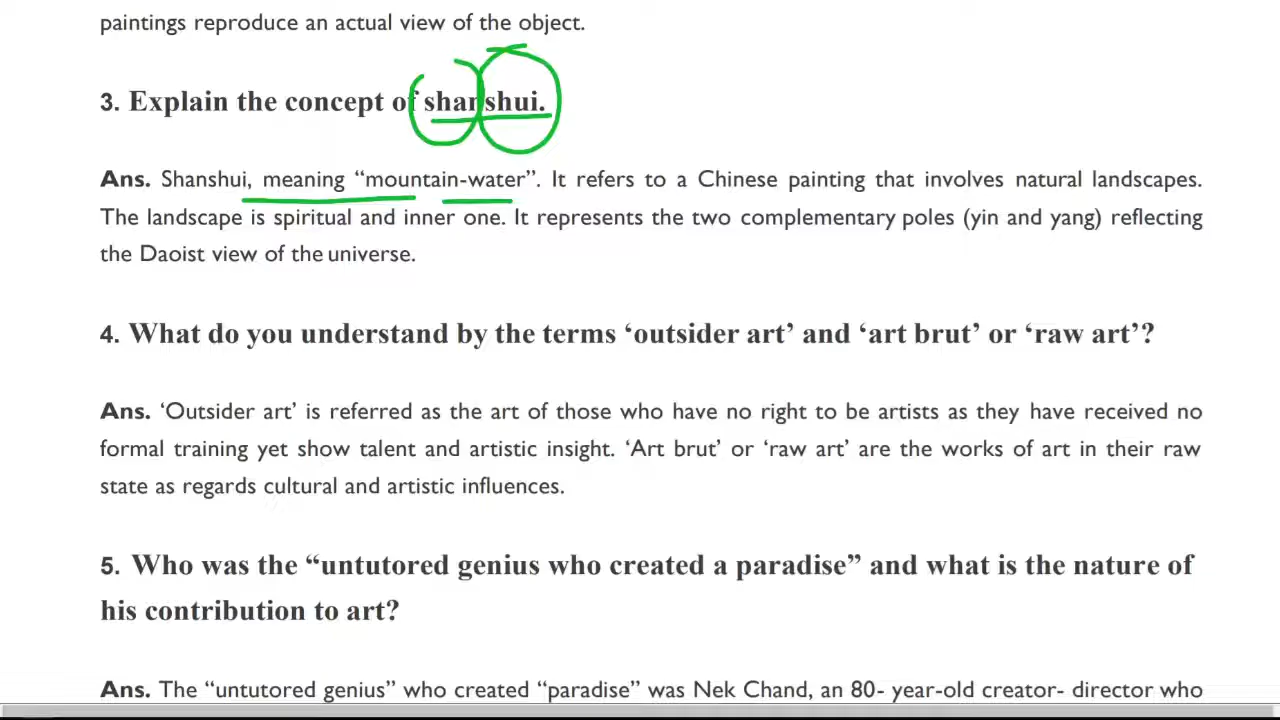 paintings reproduce an actual view of the object.
3. Explain the concept of shanshui.
Ans. Shanshui, meaning “mountain-water”. It refers to a Chinese painting that involves natural landscapes.
The landscape is spiritual and inner one. It represents the two complementary poles (yin and yang) reflecting
the Daoist view of the universe.
4. What do you understand by the terms ‘outsider art’ and ‘art brut’ or ‘raw art’?
Ans. ‘Outsider art’ is referred as the art of those who have no right to be artists as they have received no
formal training yet show talent and artistic insight. ‘Art brut’ or ‘raw art’ are the works of art in their raw
state as regards cultural and artistic influences.
5. Who was the “untutored genius who created a paradise” and what is the nature of
his contribution to art?
Ans. The “untutored genius” who created “paradise” was Nek Chand, an 80- year-old creator- director who